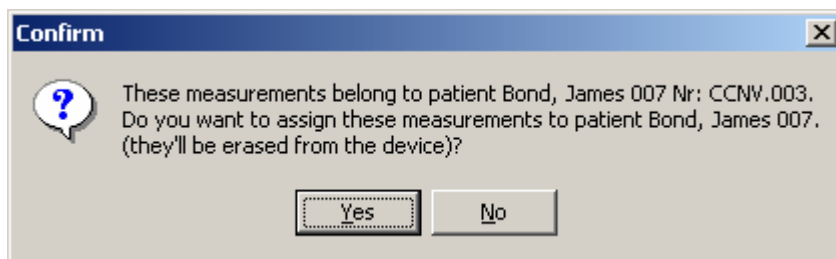 Confirm
These measurements belong to patient Bond, James 007 Nr: CCNV.003.
Do you want to assign these measurements to patient Bond, James 007.
(they'll be erased from the device)?
Yes No